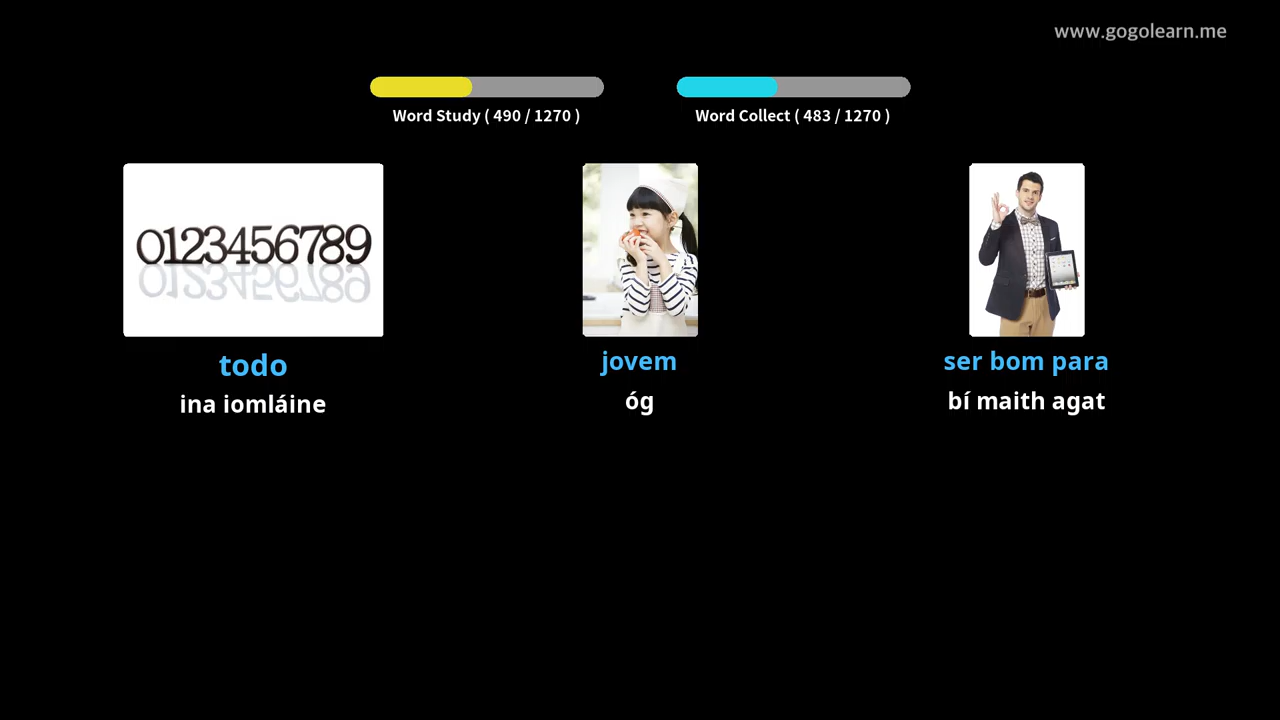 www.gogolearn.me
Word Study ( 490 / 1270 )
Word Collect ( 483 / 1270 )
0123456789
todo
ina iomláine
jovem
óg
ser bom para
bí maith agat